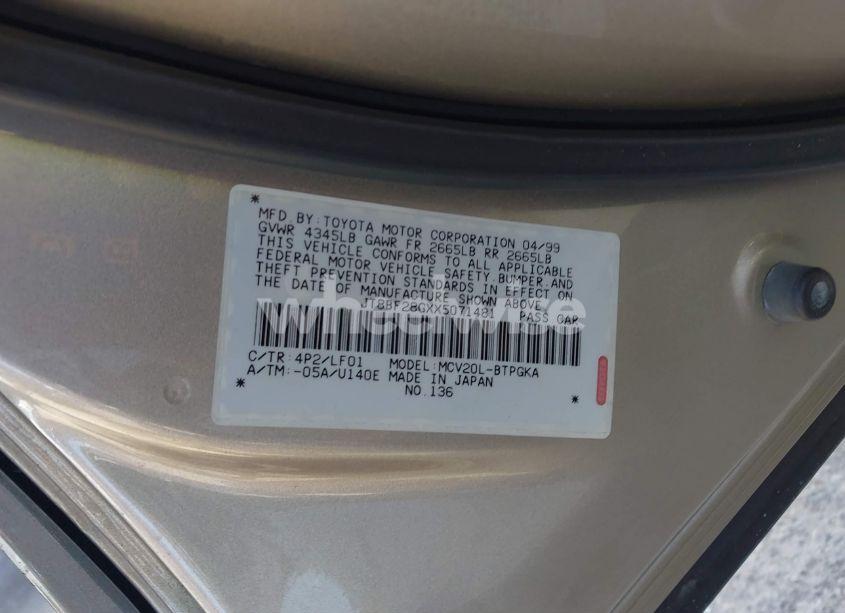 MFD.BY:TOYOTA MOTOR CORPORATION 04/99
GVWR 4345LB GAWR FR 2665LB RR 2665LB
THIS VEHICLE CONFORMS TO ALL APPLICABLE
FEDERAL MOTOR VEHICLE SAFETY,BUMPER,AND
THEFT PREVENTION STANDARDS IN EFFECT ON
THE DATE OF MANUFACTURE SHOWN ABOVE.
JT8BF28GXX5071481 PASS CAR
wheelwise
C/TR:4P2/LF01 MODEL:MCV20L-BTPGKA
A/TM:-05A/U140E MADE IN JAPAN
NO.136